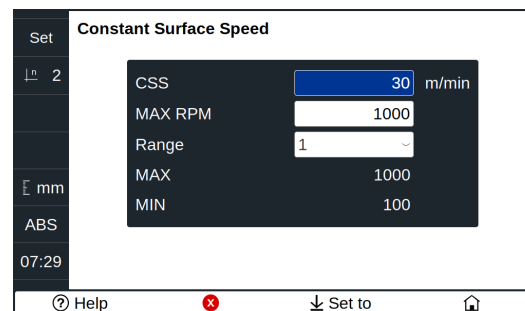 Set
Constant Surface Speed
n 2
CSS 30 m/min
MAX RPM 1000
Range 1
MAX 1000
MIN 100
mm
ABS
07:29
? Help X Set to